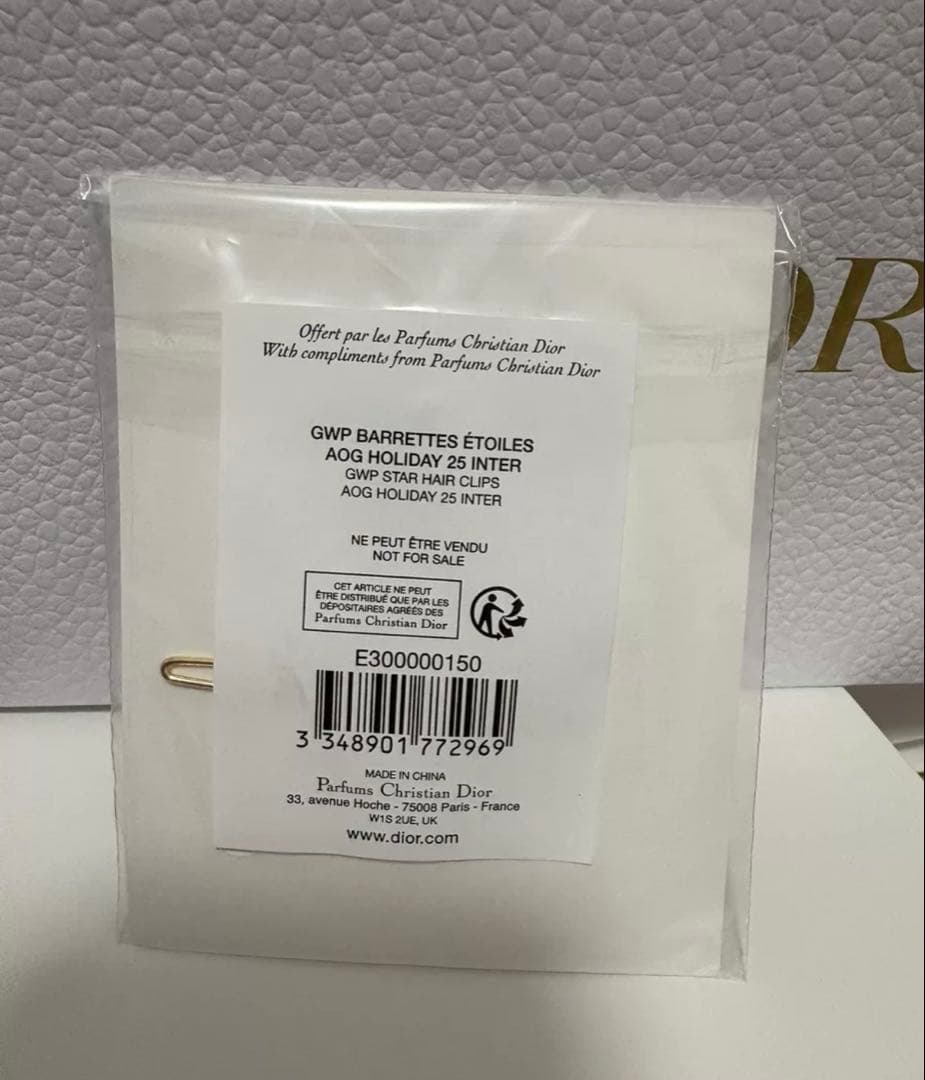 Offert par les Parfums Christian Dior
With compliments from Parfums Christian Dior
OR
GWP BARRETTES ÉTOILES
AOG HOLIDAY 25 INTER
GWP STAR HAIR CLIPS
AOG HOLIDAY 25 INTER
NE PEUT ÊTRE VENDU
NOT FOR SALE
CET ARTICLE NE PEUT
ÊTRE DISTRIBUÉ QUE PAR LES
DÉPOSITAIRES AGRÉÉS DES
Parfums Christian Dior
E300000150
3 348901 772969
MADE IN CHINA
Parfums Christian Dior
33, avenue Hoche - 75008 Paris - France
W1S 2UE, UK
www.dior.com